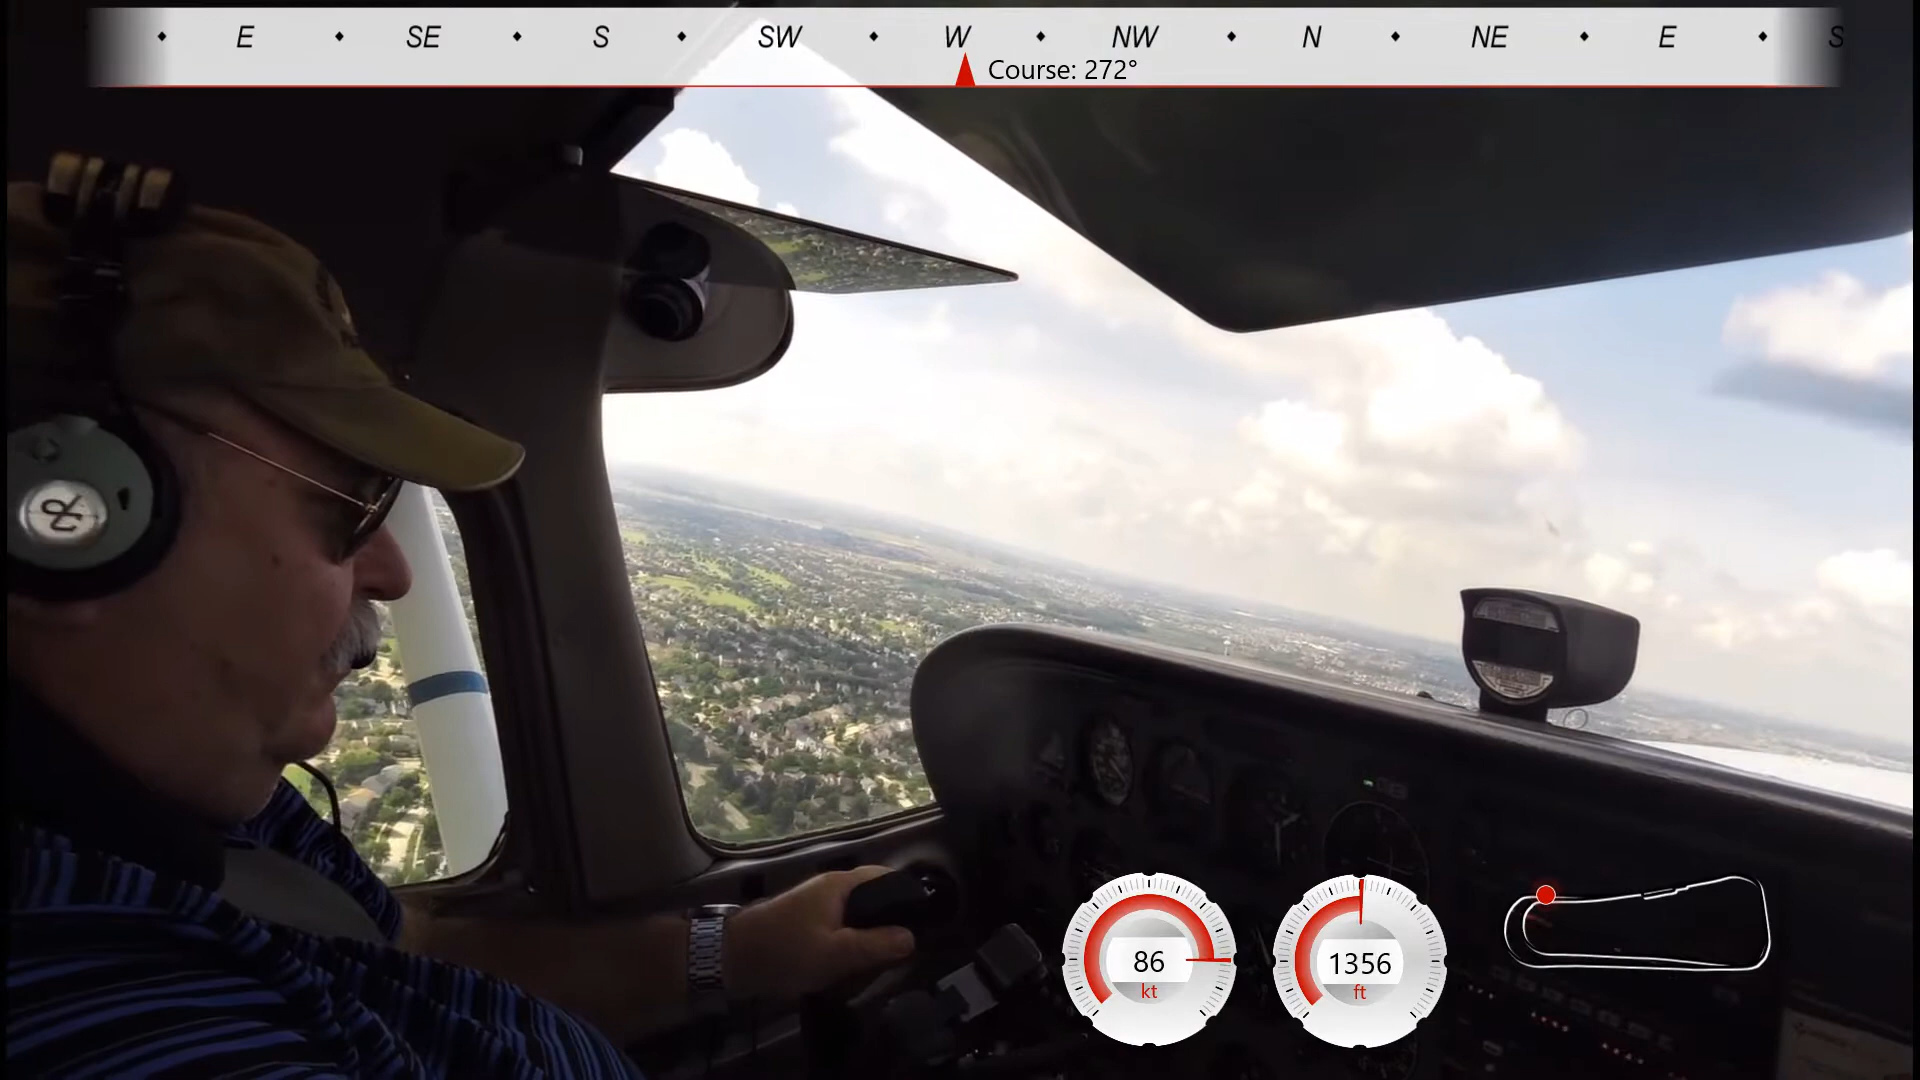 E SE S SW W NW N NE E S
Course: 272°
86
kt
1356
ft